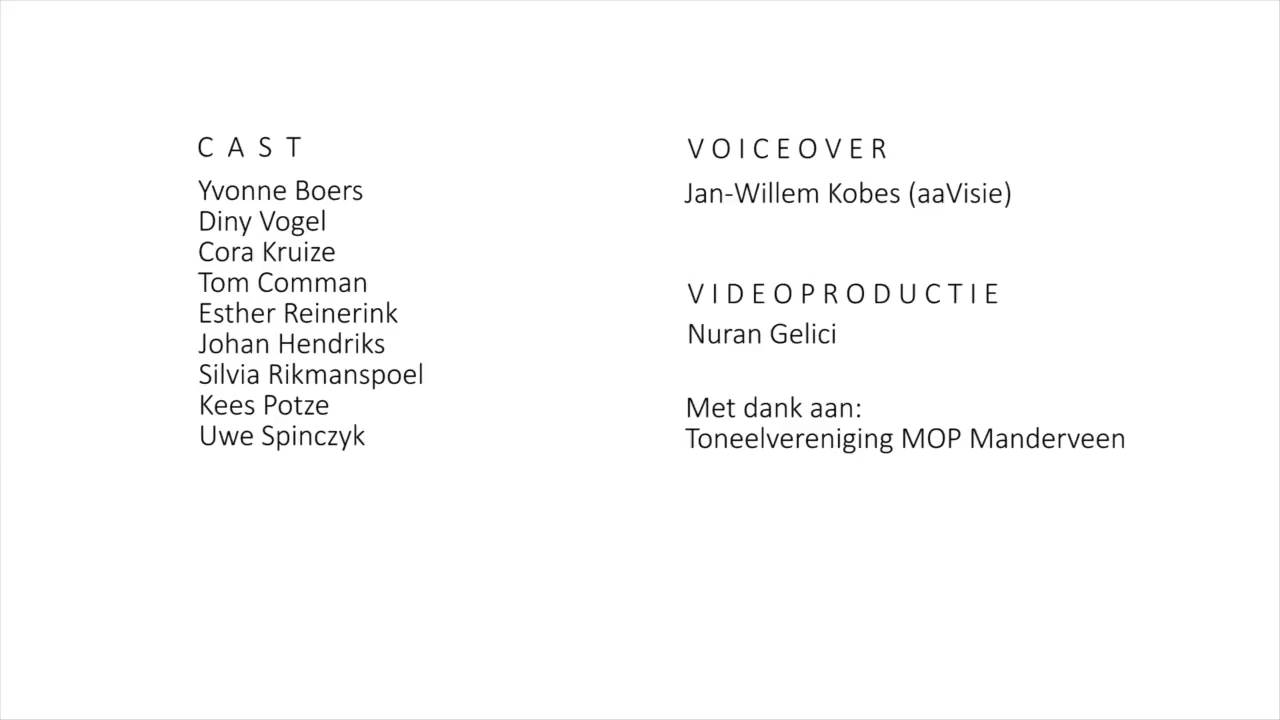 C A S T
Yvonne Boers
Diny Vogel
Cora Kruize
Tom Comman
Esther Reinerink
Johan Hendriks
Silvia Rikmanspoel
Kees Potze
Uwe Spinczyk
V O I C E O V E R
Jan-Willem Kobes (aaVisie)
V I D E O P R O D U C T I E
Nuran Gelici
Met dank aan:
Toneelvereniging MOP Manderveen